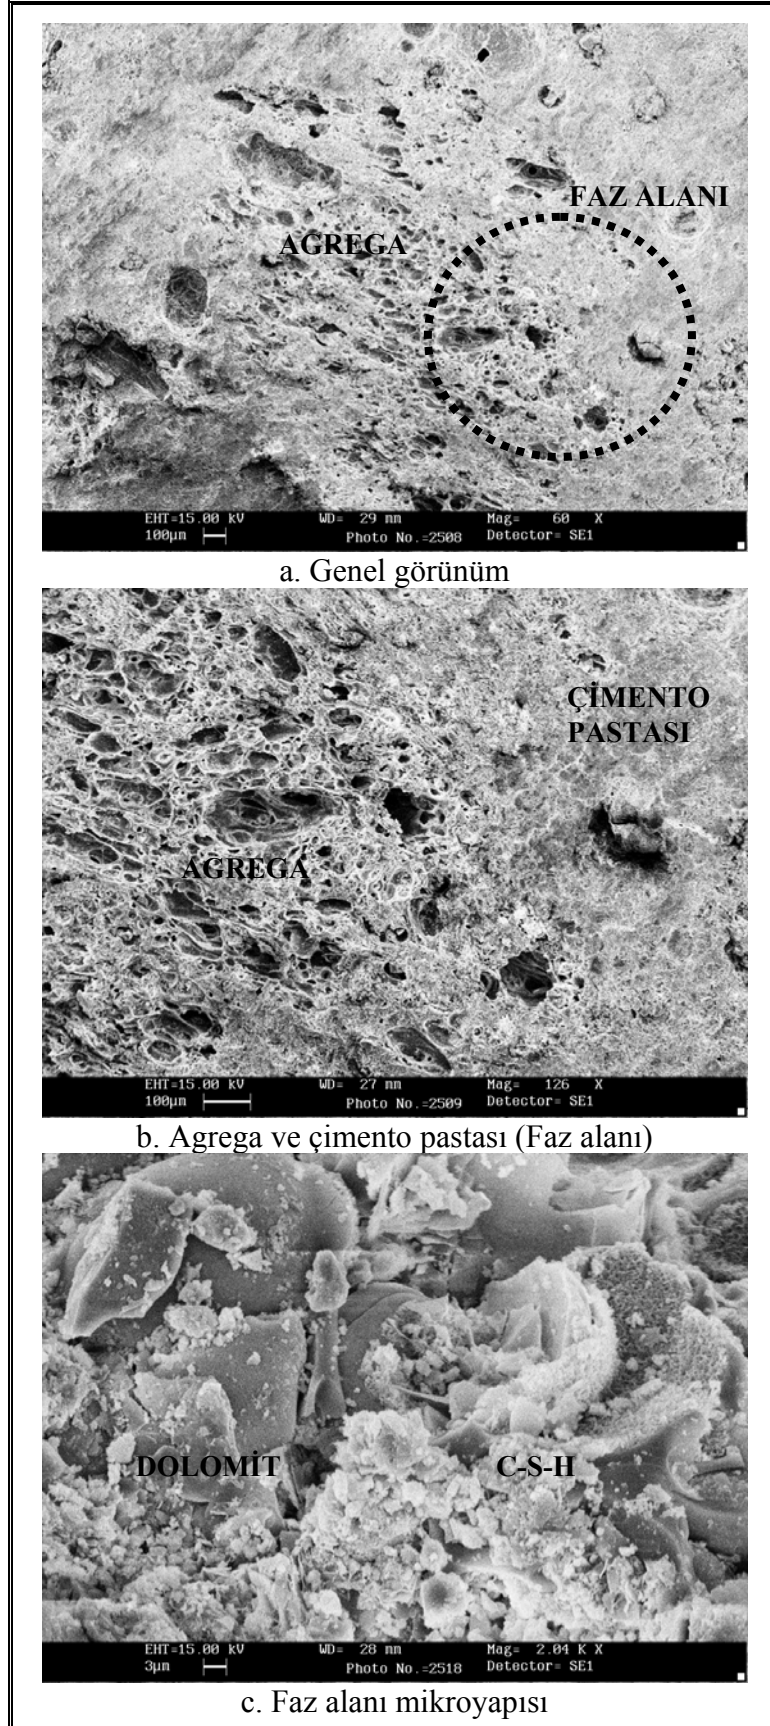 FAZ ALANI
AGREGA
EHT=15.00 kV WD= 29 mm Mag= 60 X
100µm Photo No.=2508 Detector= SE1
a. Genel görünüm
ÇİMENTO
PASTASI
AGREGA
EHT=15.00 kV WD= 27 mm Mag= 126 X
100µm Photo No.=2509 Detector= SE1
b. Agrega ve çimento pastası (Faz alanı)
DOLOMİT C-S-H
EHT=15.00 kV WD= 28 mm Mag= 2.04 K X
3µm Photo No.=2518 Detector= SE1
c. Faz alanı mikroyapısı